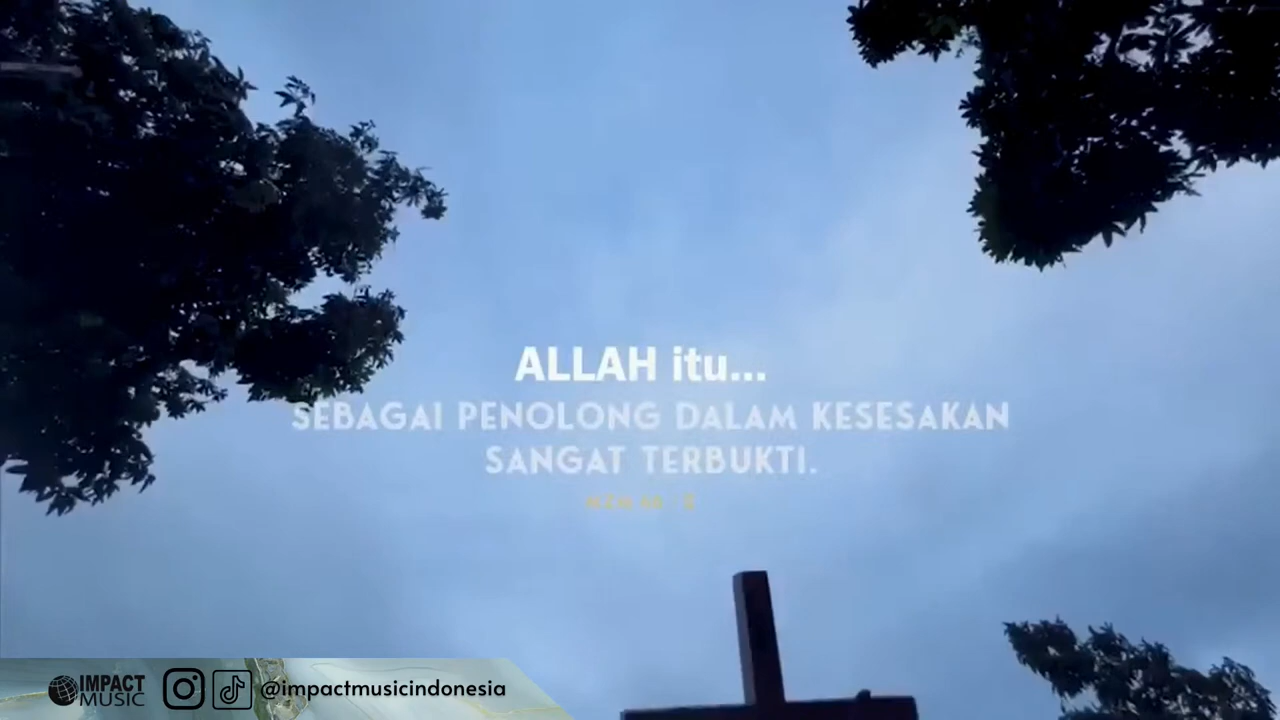 ALLAH itu...
SEBAGAI PENOLONG DALAM KESESAKAN
SANGAT TERBUKTI.
IMPACT
MUSIC
@impactmusicindonesia